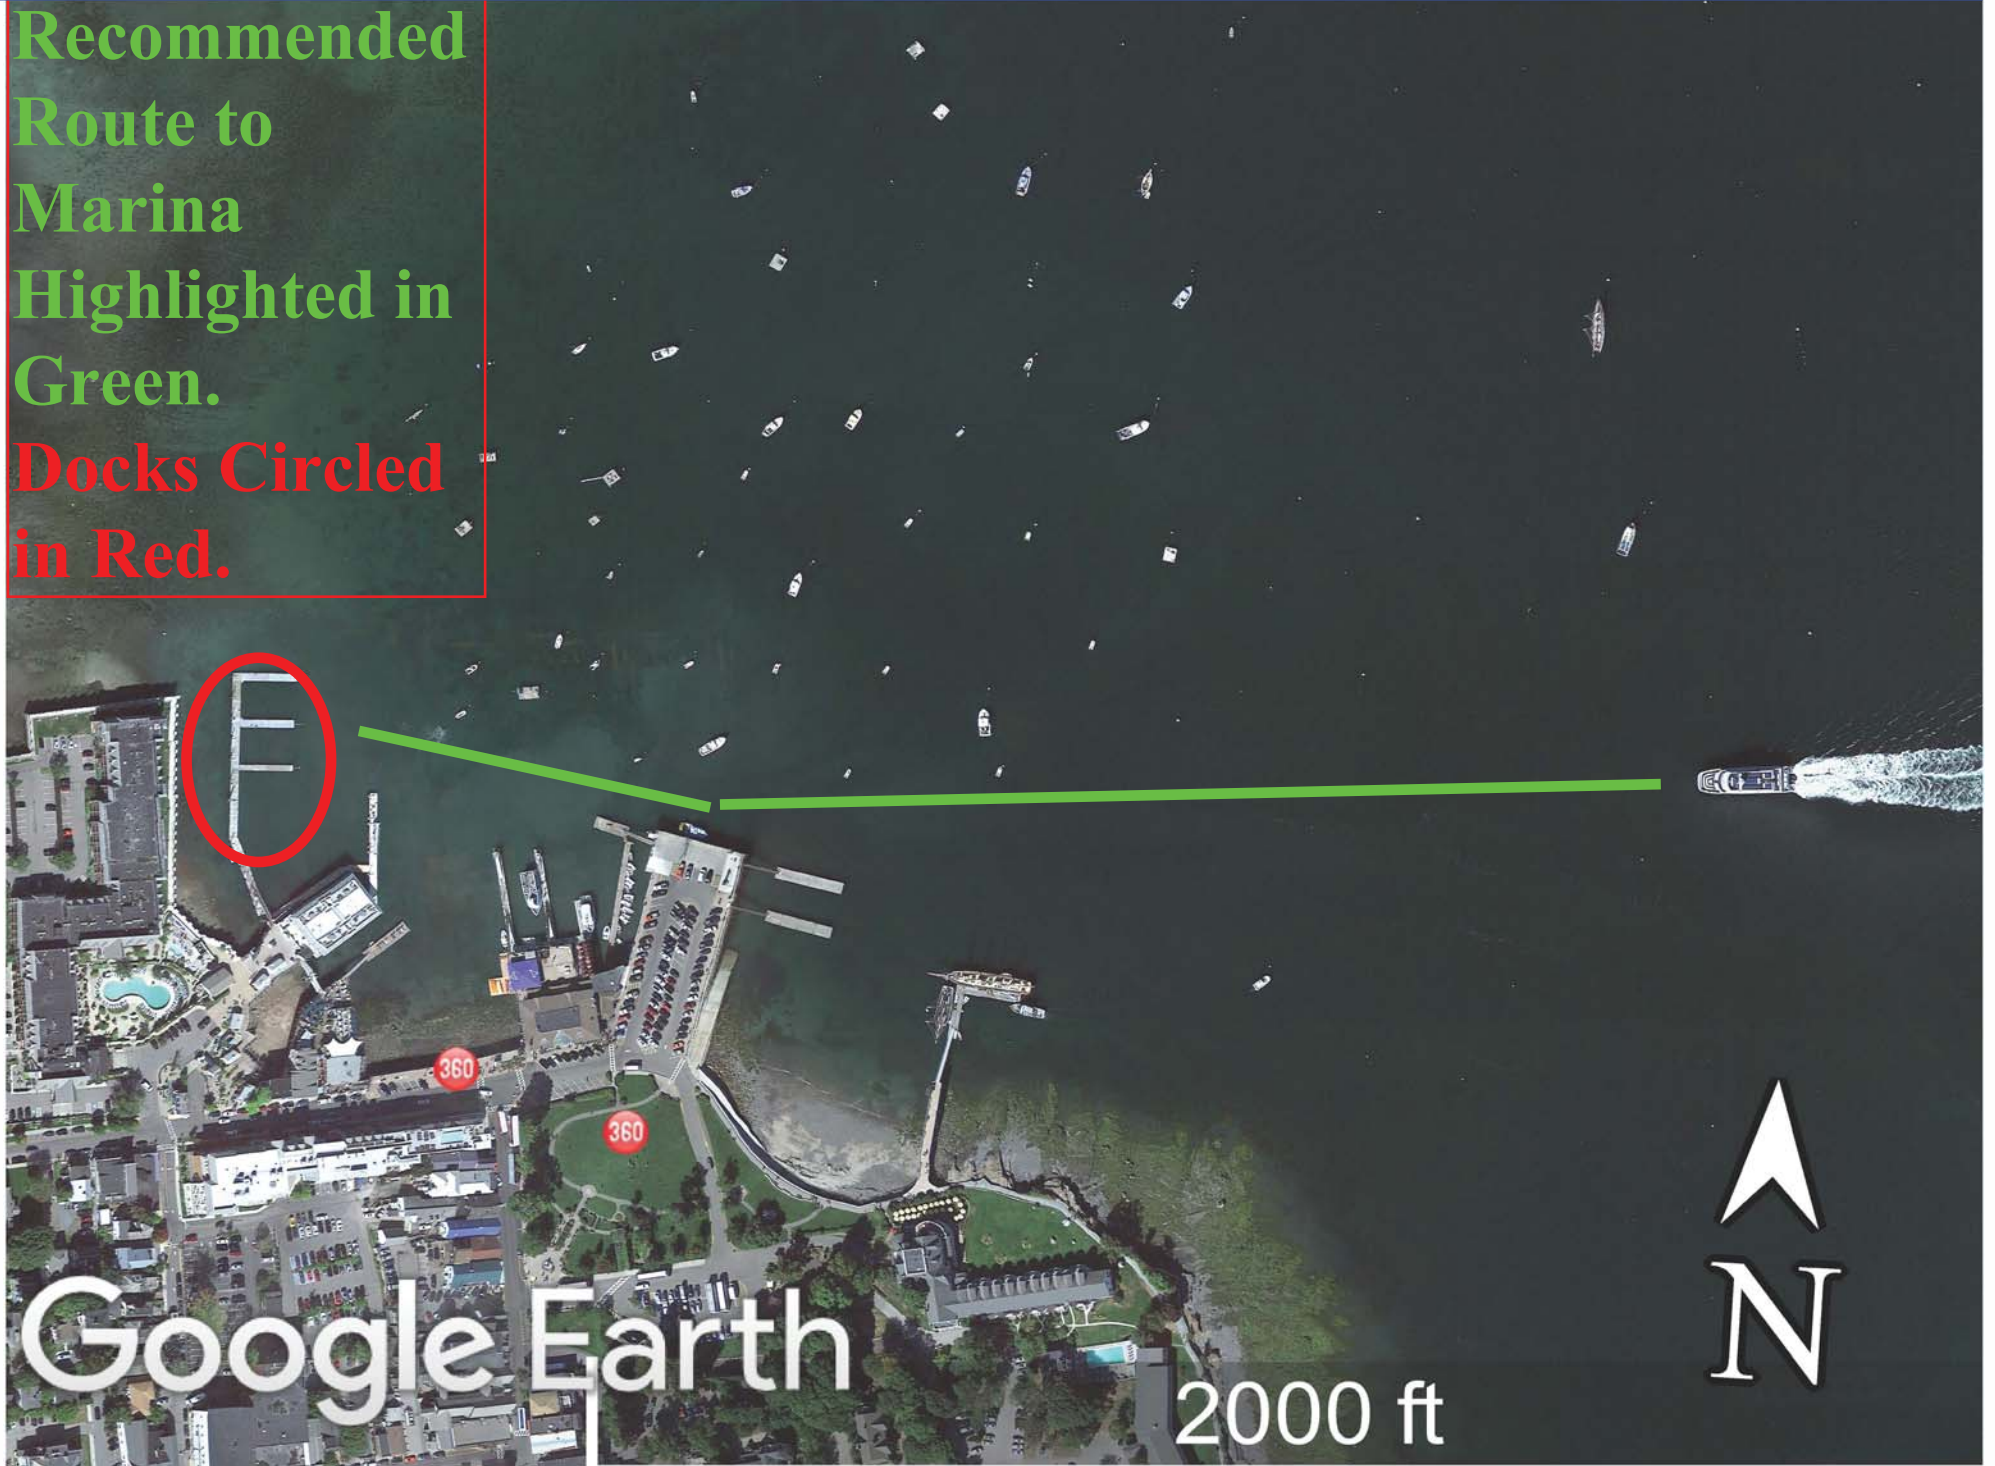 Recommended
Route to
Marina
Highlighted in
Green.
Docks Circled
in Red.
360
360
N
Google Earth
2000 ft